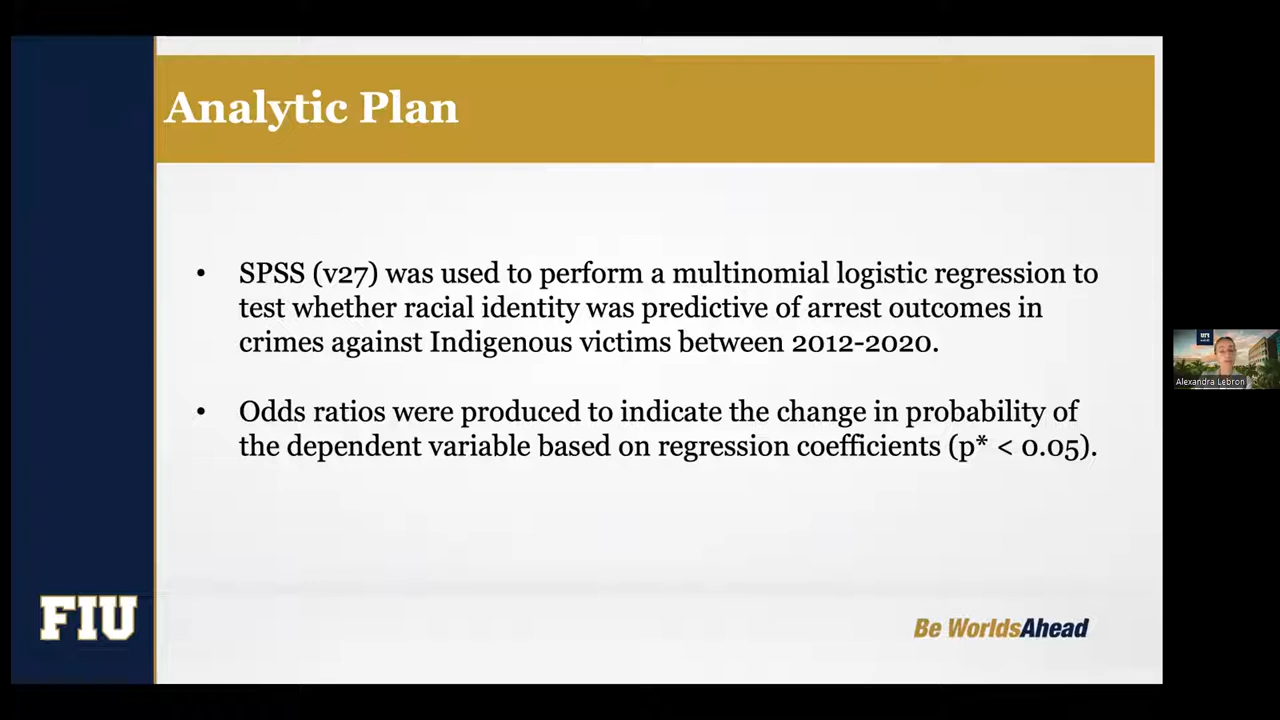 Analytic Plan
• SPSS (v27) was used to perform a multinomial logistic regression to
test whether racial identity was predictive of arrest outcomes in
crimes against Indigenous victims between 2012-2020.
• Odds ratios were produced to indicate the change in probability of
the dependent variable based on regression coefficients (p* < 0.05).
Alexandra Lebron
FIU
Be WorldsAhead